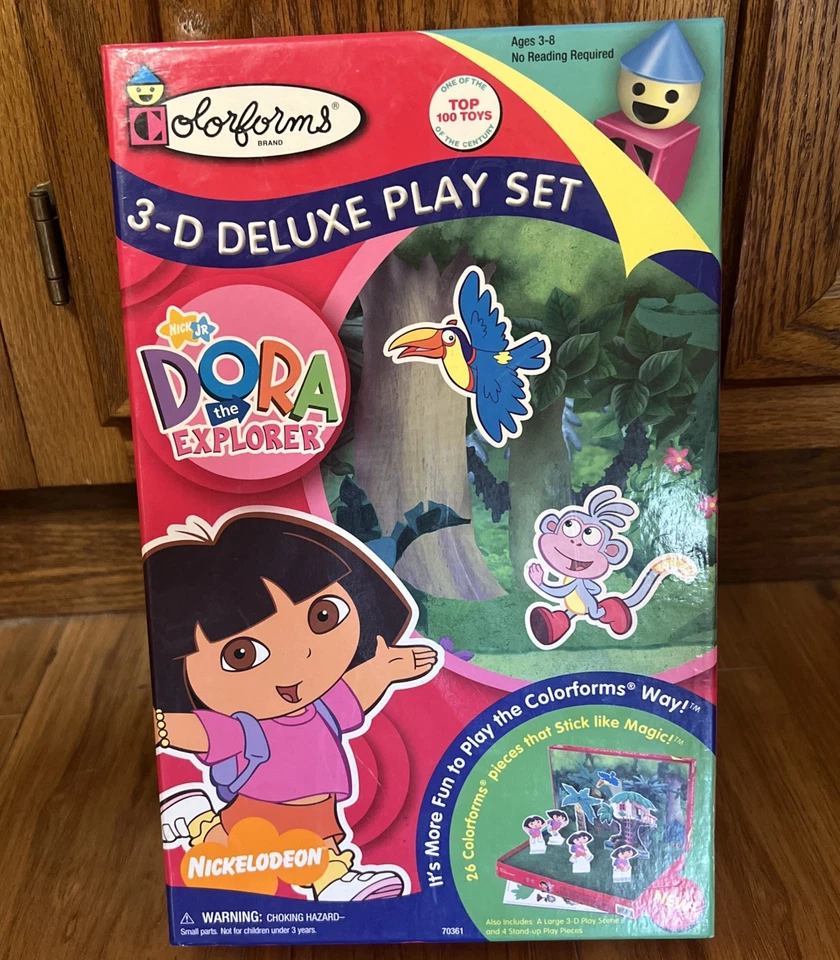 Ages 3-8
No Reading Required
Colorforms®
BRAND
ONE OF THE
TOP
100 TOYS
OF THE CENTURY
3-D DELUXE PLAY SET
NICK JR
DORA
the
EXPLORER™
It's More Fun to Play the Colorforms® Way!™
26 Colorforms® pieces that Stick like Magic!™
NICKELODEON
NEW!
⚠ WARNING: CHOKING HAZARD–
Small parts. Not for children under 3 years.
70361
Also Includes: A Large 3-D Play Scene
and 4 Stand-up Play Pieces